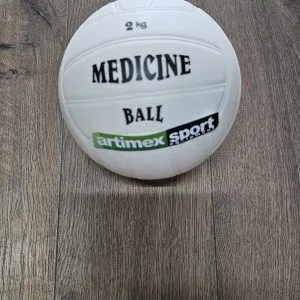 2 kg
MEDICINE
BALL
artimex sport